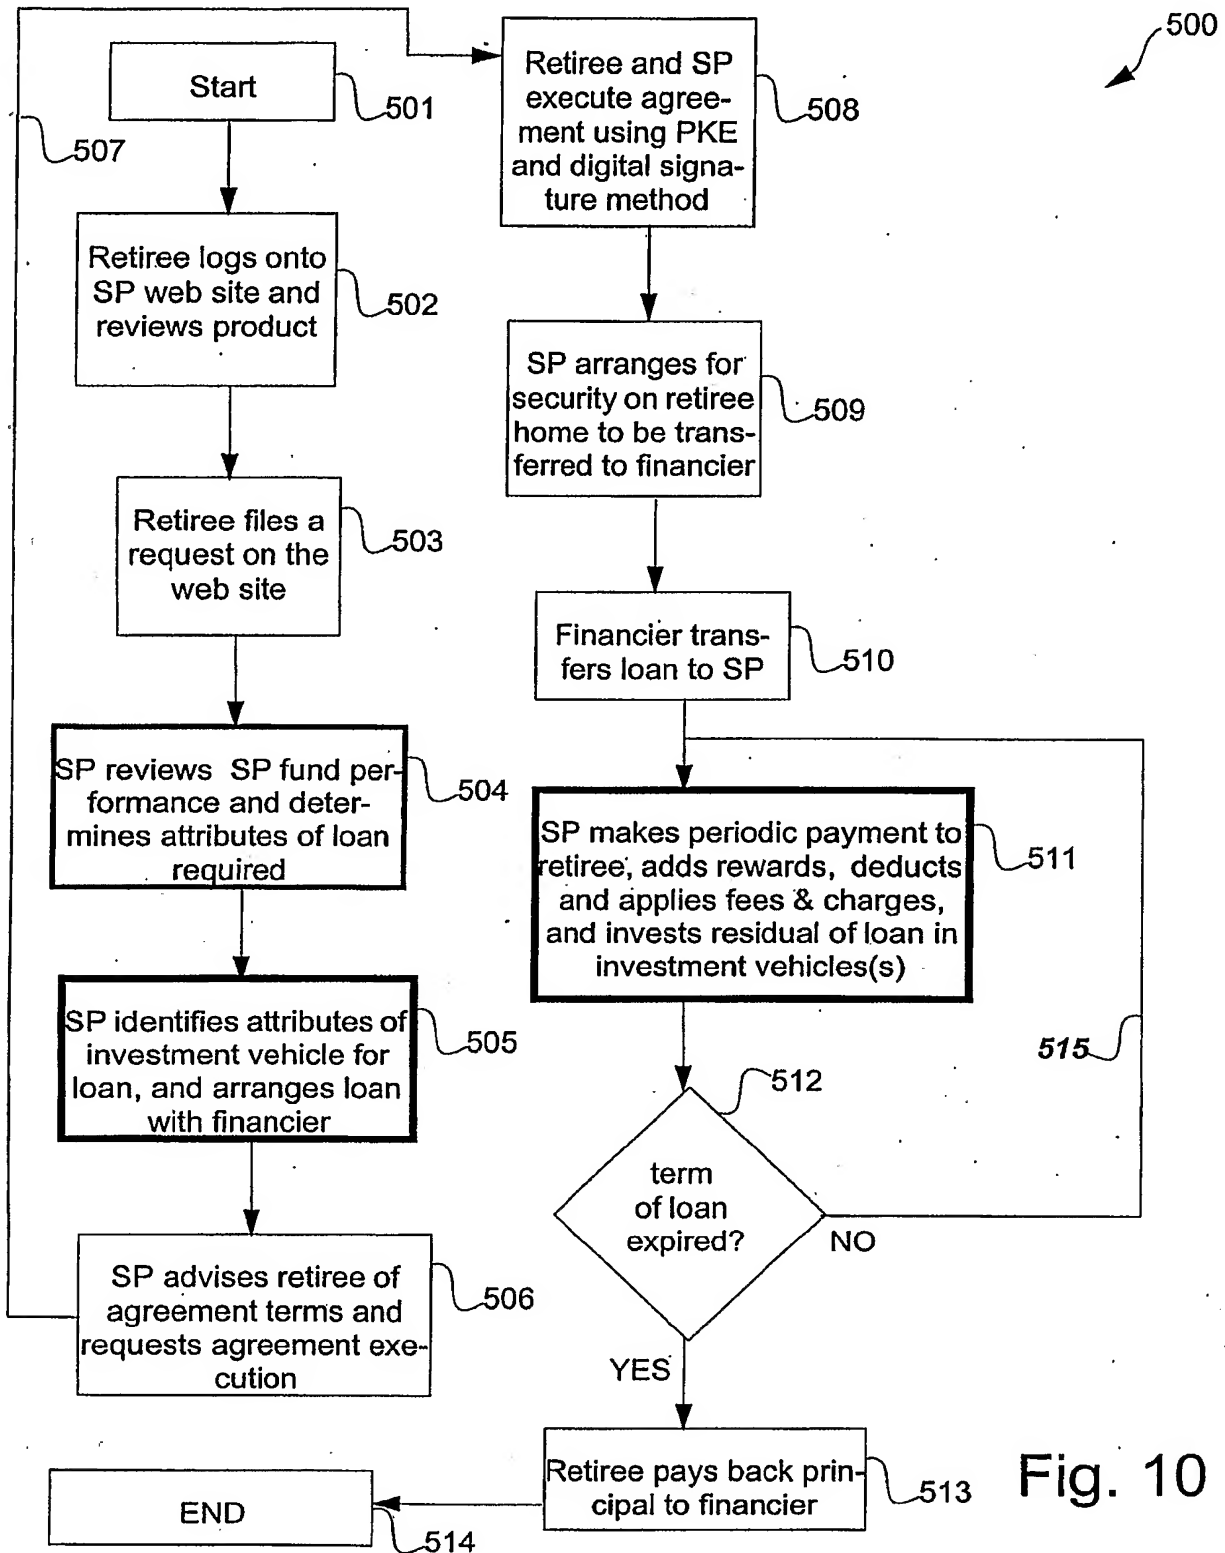 500
Start
501
507
Retiree logs onto
SP web site and
reviews product
502
Retiree files a
request on the
web site
503
SP reviews SP fund per-
formance and deter-
mines attributes of loan
required
504
SP identifies attributes of
investment vehicle for
loan, and arranges loan
with financier
505
SP advises retiree of
agreement terms and
requests agreement exe-
cution
506
Retiree and SP
execute agree-
ment using PKE
and digital signa-
ture method
508
SP arranges for
security on retiree
home to be trans-
ferred to financier
509
Financier trans-
fers loan to SP
510
SP makes periodic payment to
retiree, adds rewards, deducts
and applies fees & charges,
and invests residual of loan in
investment vehicles(s)
511
515
512
term
of loan
expired?
NO
YES
Retiree pays back prin-
cipal to financier
513
END
514
Fig. 10